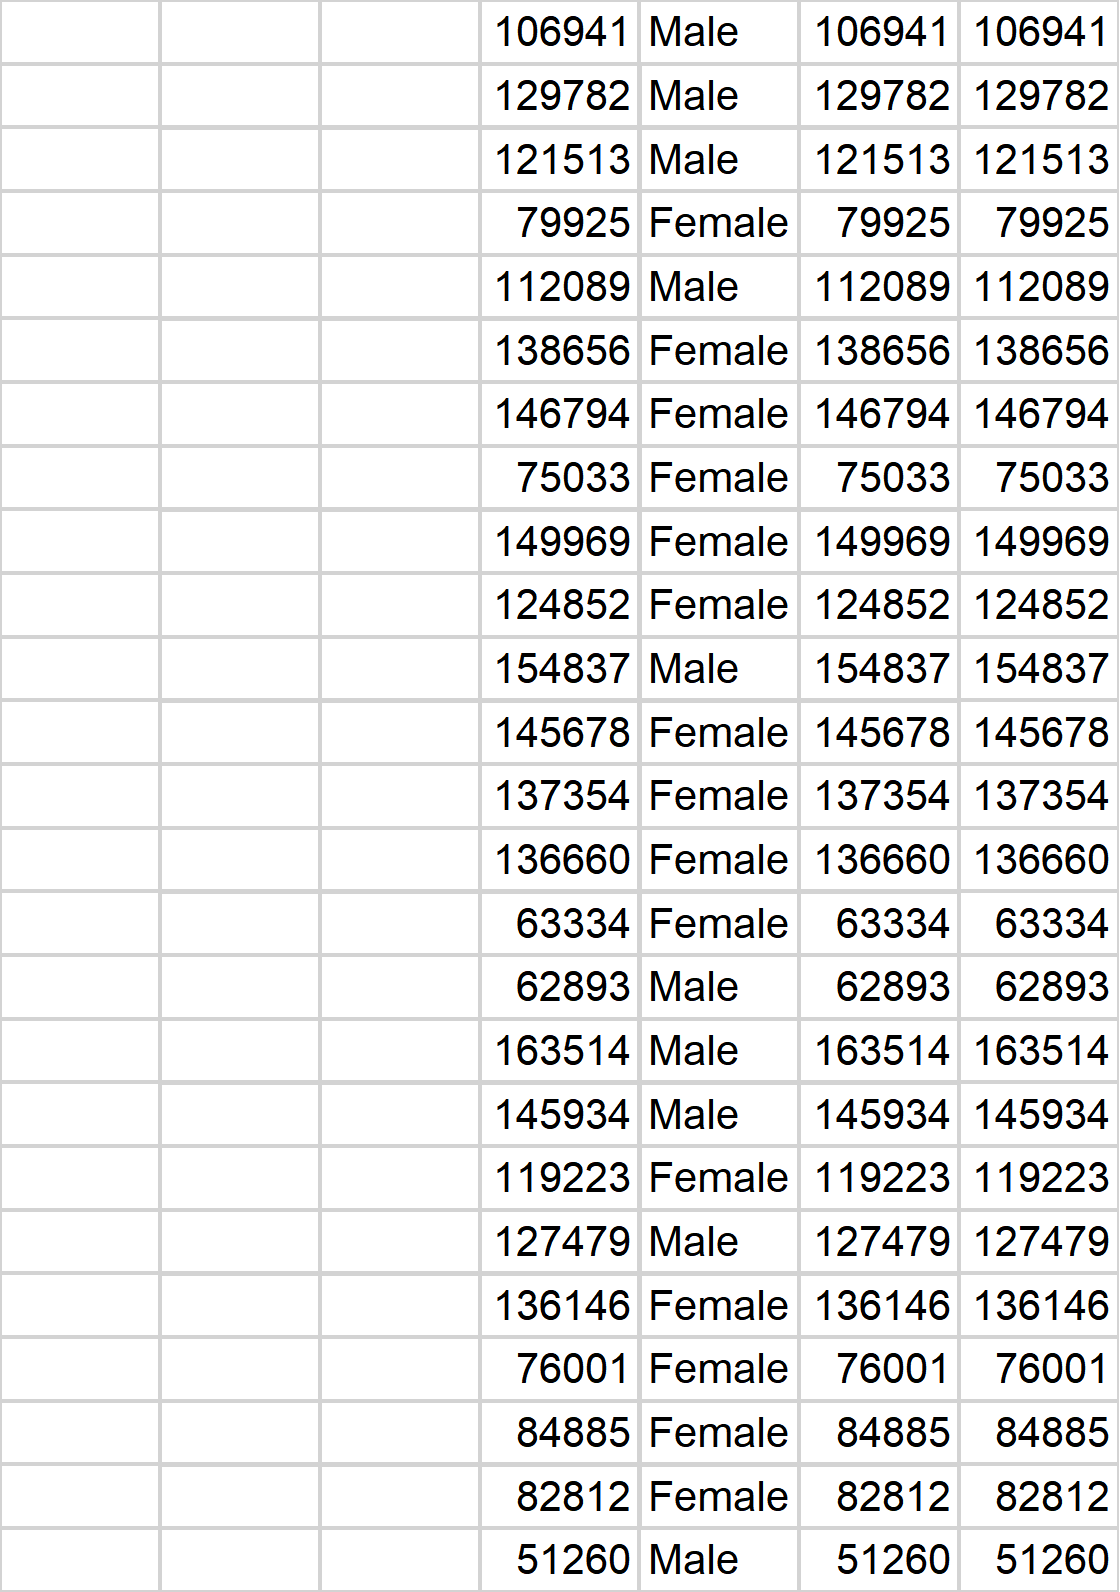 106941 Male 106941 106941
129782 Male 129782 129782
121513 Male 121513 121513
79925 Female 79925 79925
112089 Male 112089 112089
138656 Female 138656 138656
146794 Female 146794 146794
75033 Female 75033 75033
149969 Female 149969 149969
124852 Female 124852 124852
154837 Male 154837 154837
145678 Female 145678 145678
137354 Female 137354 137354
136660 Female 136660 136660
63334 Female 63334 63334
62893 Male 62893 62893
163514 Male 163514 163514
145934 Male 145934 145934
119223 Female 119223 119223
127479 Male 127479 127479
136146 Female 136146 136146
76001 Female 76001 76001
84885 Female 84885 84885
82812 Female 82812 82812
51260 Male 51260 51260